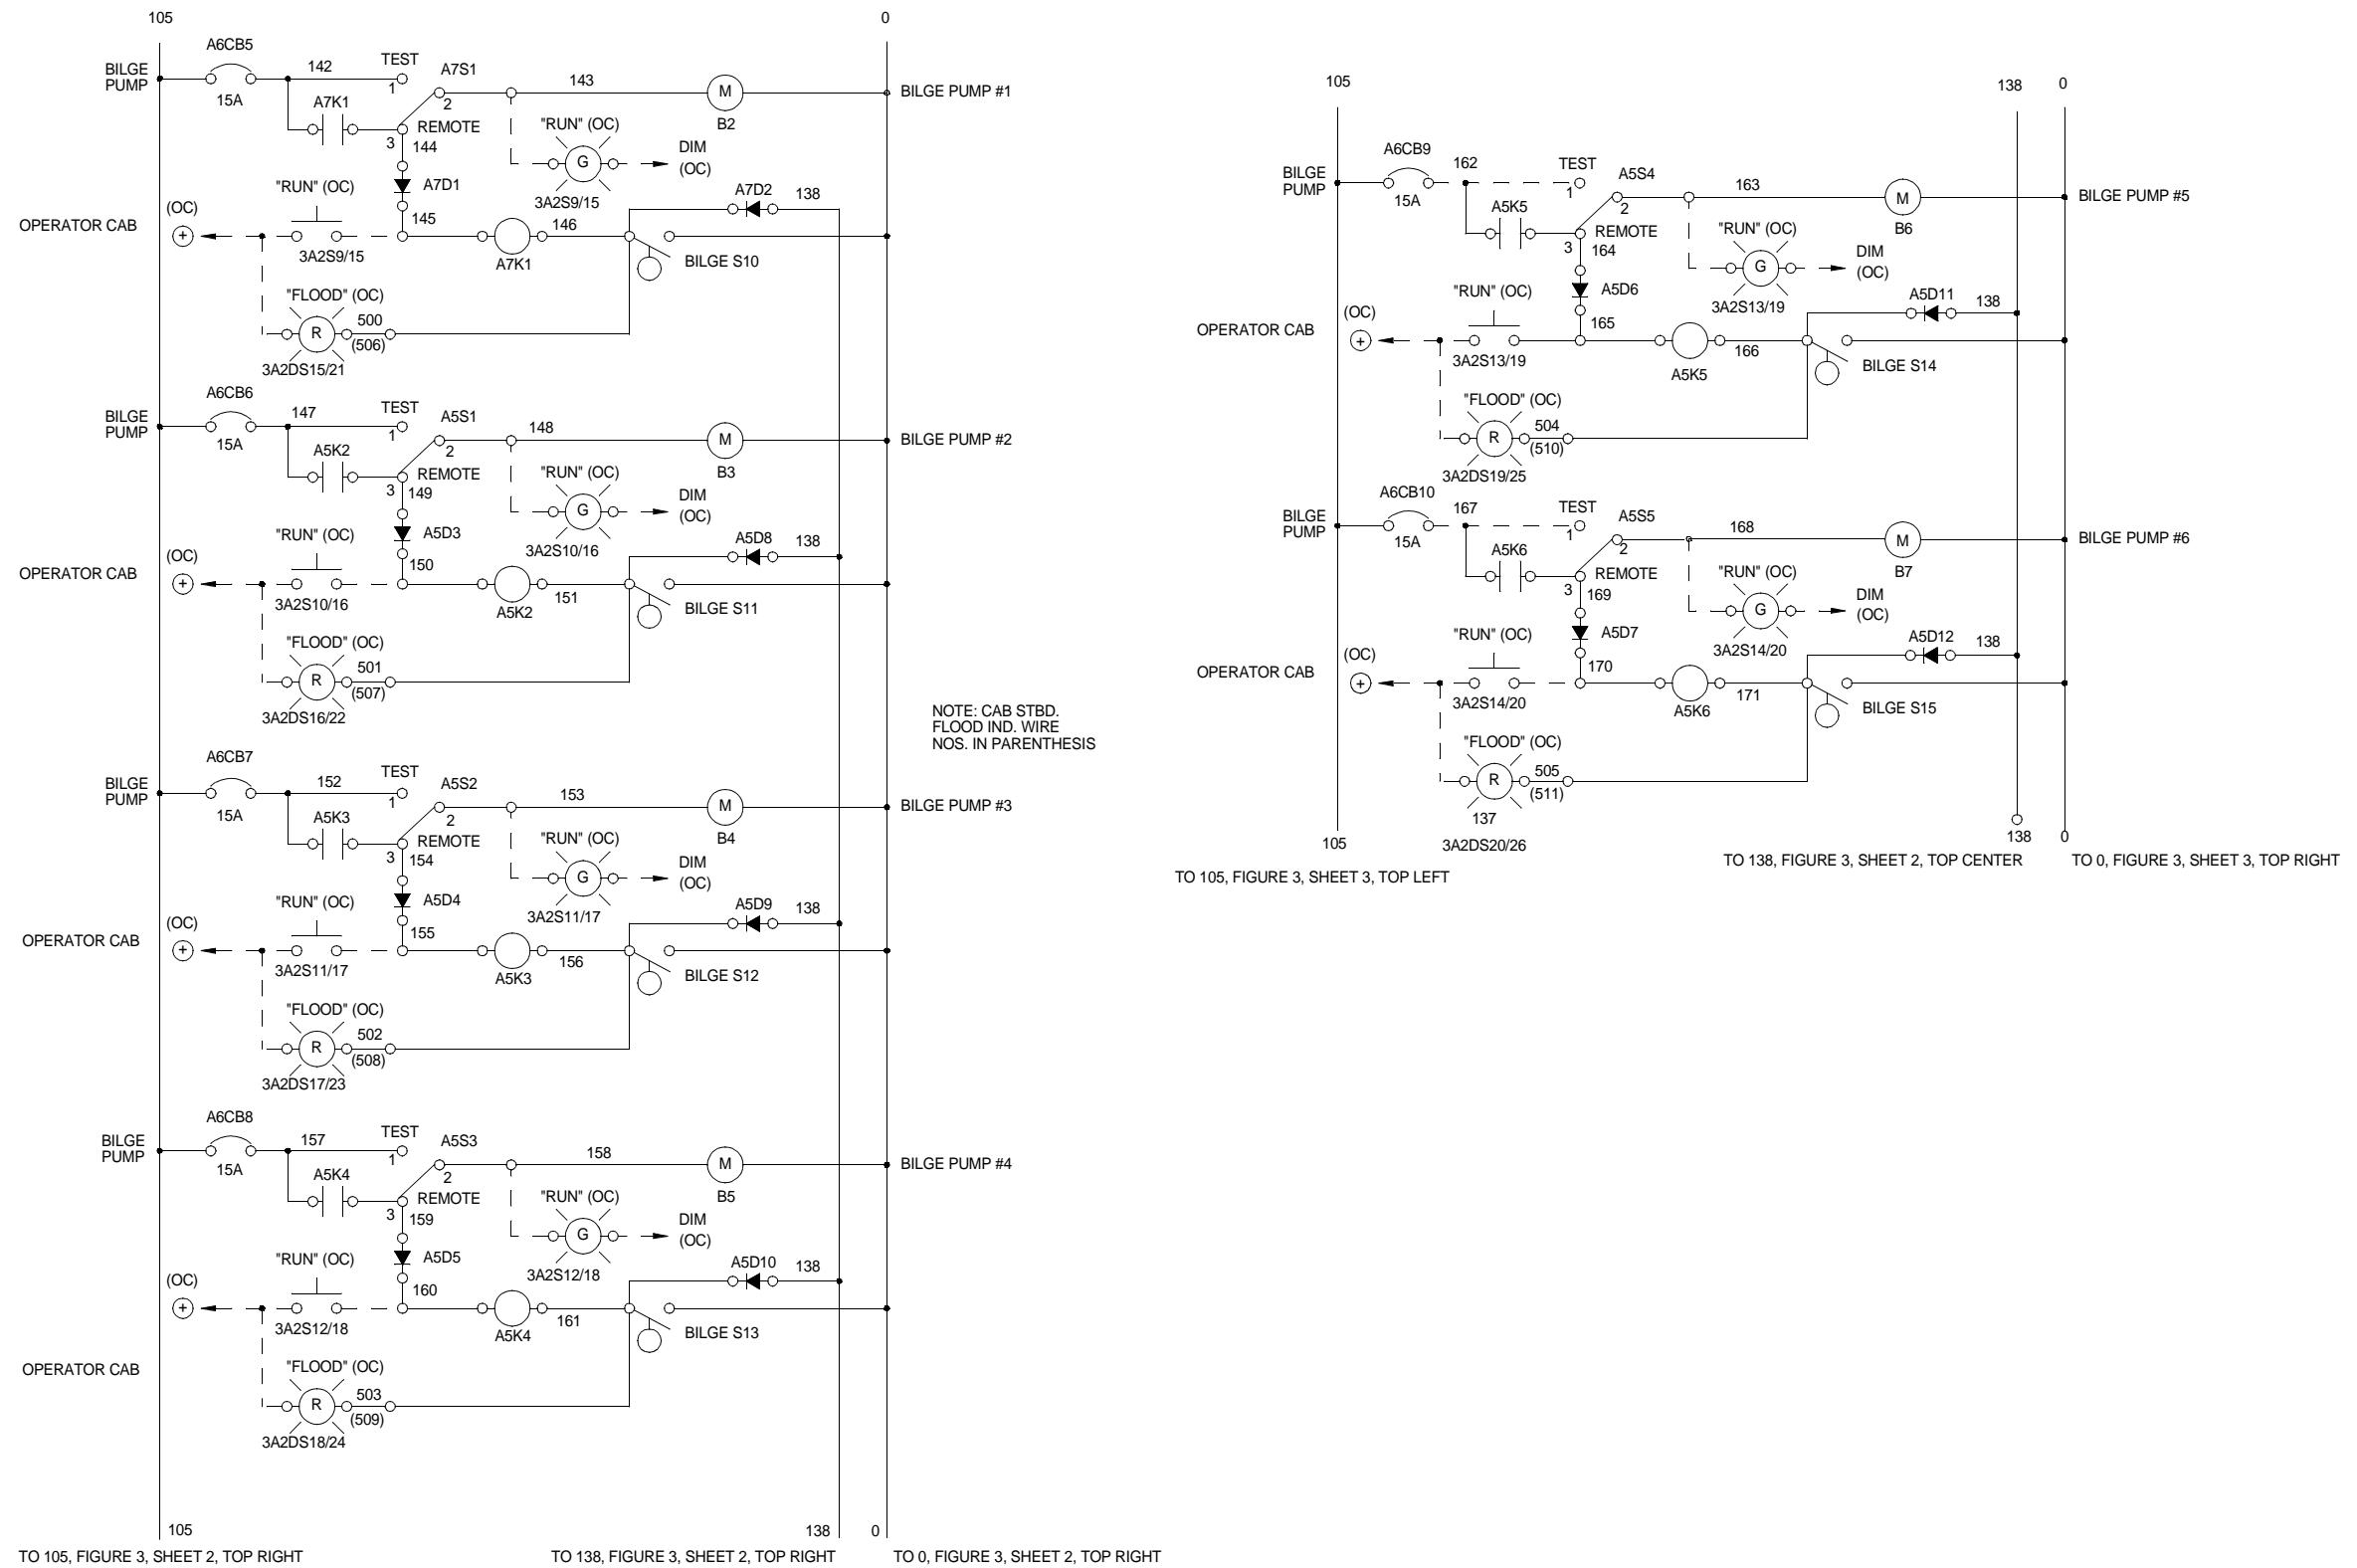 105
0
A6CB5
BILGE
PUMP
15A
142
TEST
1
A7S1
2
143
M
B2
BILGE PUMP #1
A7K1
REMOTE
3
144
"RUN" (OC)
G
DIM
(OC)
3A2S9/15
A7D1
"RUN" (OC)
A7D2
138
145
(OC)
OPERATOR CAB
+
3A2S9/15
A7K1
146
BILGE S10
"FLOOD" (OC)
R
500
(506)
3A2DS15/21
A6CB6
BILGE
PUMP
15A
147
TEST
1
A5S1
2
148
M
B3
BILGE PUMP #2
A5K2
REMOTE
3
149
"RUN" (OC)
G
DIM
(OC)
3A2S10/16
A5D3
"RUN" (OC)
A5D8
138
150
(OC)
OPERATOR CAB
+
3A2S10/16
A5K2
151
BILGE S11
"FLOOD" (OC)
R
501
(507)
3A2DS16/22
NOTE: CAB STBD.
FLOOD IND. WIRE
NOS. IN PARENTHESIS
A6CB7
BILGE
PUMP
15A
152
TEST
1
A5S2
2
153
M
B4
BILGE PUMP #3
A5K3
REMOTE
3
154
"RUN" (OC)
G
DIM
(OC)
3A2S11/17
A5D4
"RUN" (OC)
A5D9
138
155
(OC)
OPERATOR CAB
+
3A2S11/17
A5K3
156
BILGE S12
"FLOOD" (OC)
R
502
(508)
3A2DS17/23
A6CB8
BILGE
PUMP
15A
157
TEST
1
A5S3
2
158
M
B5
BILGE PUMP #4
A5K4
REMOTE
3
159
"RUN" (OC)
G
DIM
(OC)
3A2S12/18
A5D5
"RUN" (OC)
A5D10
138
160
(OC)
+
3A2S12/18
A5K4
161
BILGE S13
OPERATOR CAB
"FLOOD" (OC)
R
503
(509)
3A2DS18/24
105
138
0
TO 105, FIGURE 3, SHEET 2, TOP RIGHT
TO 138, FIGURE 3, SHEET 2, TOP RIGHT
TO 0, FIGURE 3, SHEET 2, TOP RIGHT
105
138
0
A6CB9
BILGE
PUMP
15A
162
TEST
1
A5S4
2
163
M
B6
BILGE PUMP #5
A5K5
REMOTE
3
164
"RUN" (OC)
G
DIM
(OC)
3A2S13/19
A5D6
"RUN" (OC)
A5D11
138
165
(OC)
OPERATOR CAB
+
3A2S13/19
A5K5
166
BILGE S14
"FLOOD" (OC)
R
504
(510)
3A2DS19/25
A6CB10
BILGE
PUMP
15A
167
TEST
1
A5S5
2
168
M
B7
BILGE PUMP #6
A5K6
REMOTE
3
169
"RUN" (OC)
G
DIM
(OC)
3A2S14/20
A5D7
"RUN" (OC)
A5D12
138
170
(OC)
OPERATOR CAB
+
3A2S14/20
A5K6
171
BILGE S15
"FLOOD" (OC)
R
505
(511)
137
3A2DS20/26
105
138
0
TO 105, FIGURE 3, SHEET 3, TOP LEFT
TO 138, FIGURE 3, SHEET 2, TOP CENTER
TO 0, FIGURE 3, SHEET 3, TOP RIGHT